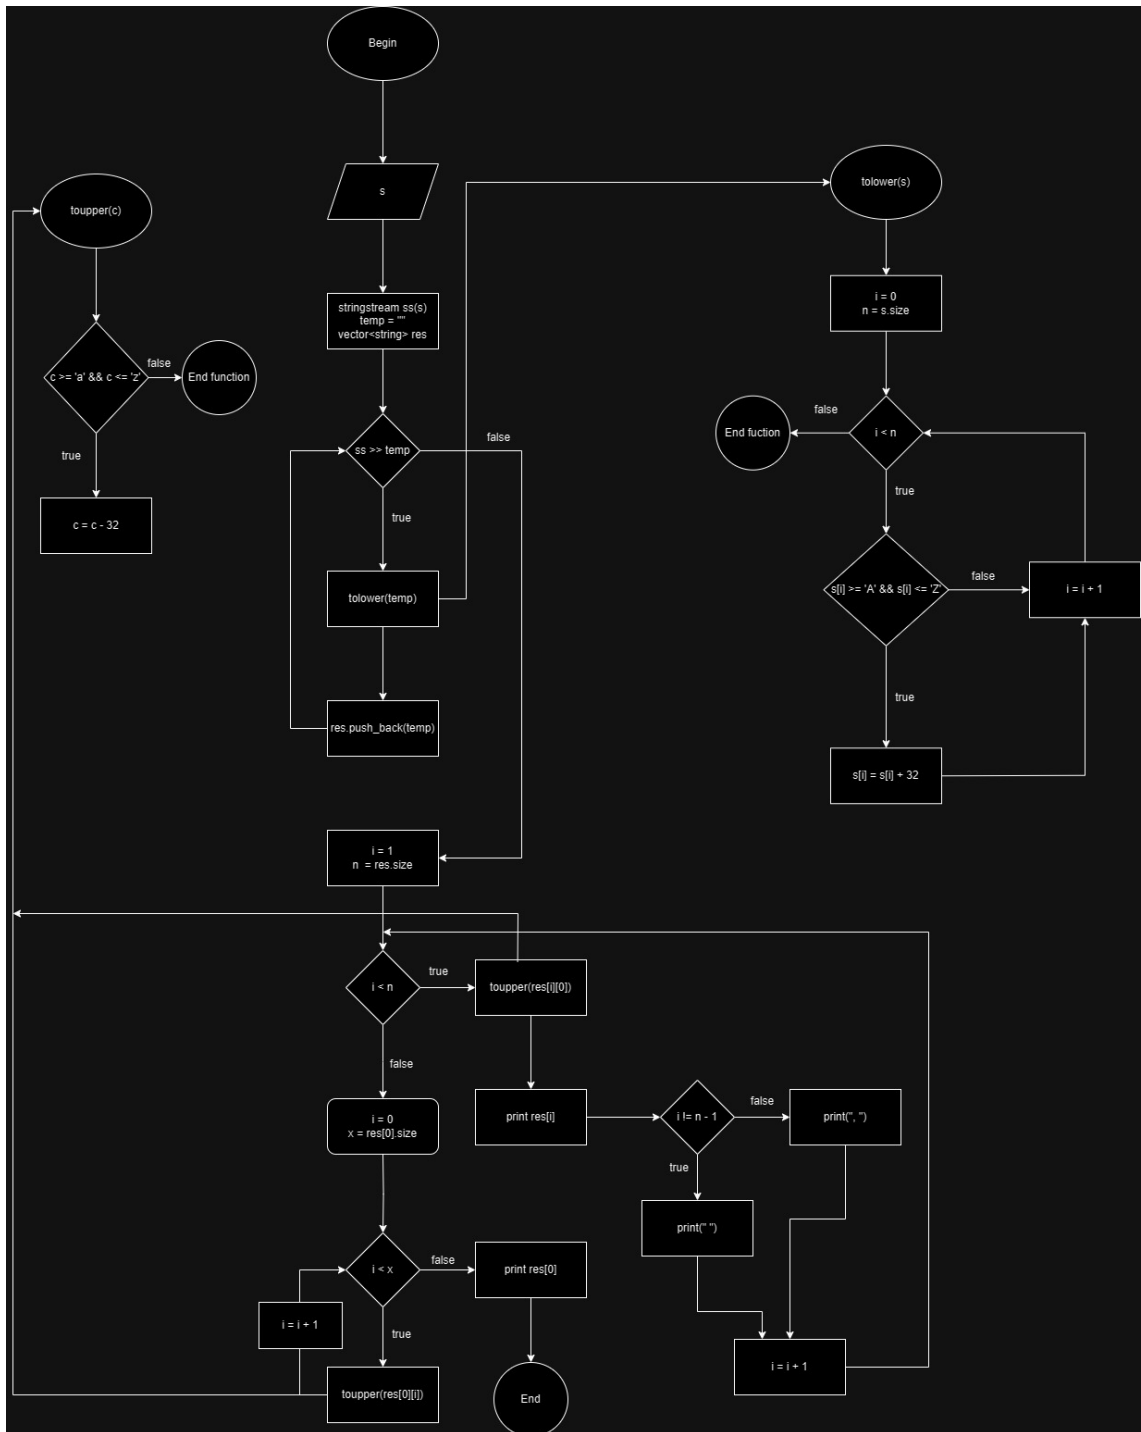 Begin
s
stringstream ss(s)
temp = ""
vector<string> res
ss >> temp
false
true
tolower(temp)
res.push_back(temp)
i = 1
n = res.size
i < n
true
false
toupper(res[i][0])
print res[i]
i != n - 1
false
print(", ")
true
print(" ")
i = i + 1
i = 0
x = res[0].size
i < x
false
print res[0]
End
true
toupper(res[0][i])
i = i + 1
toupper(c)
c >= 'a' && c <= 'z'
false
End function
true
c = c - 32
tolower(s)
i = 0
n = s.size
i < n
false
End fuction
true
s[i] >= 'A' && s[i] <= 'Z'
false
i = i + 1
true
s[i] = s[i] + 32